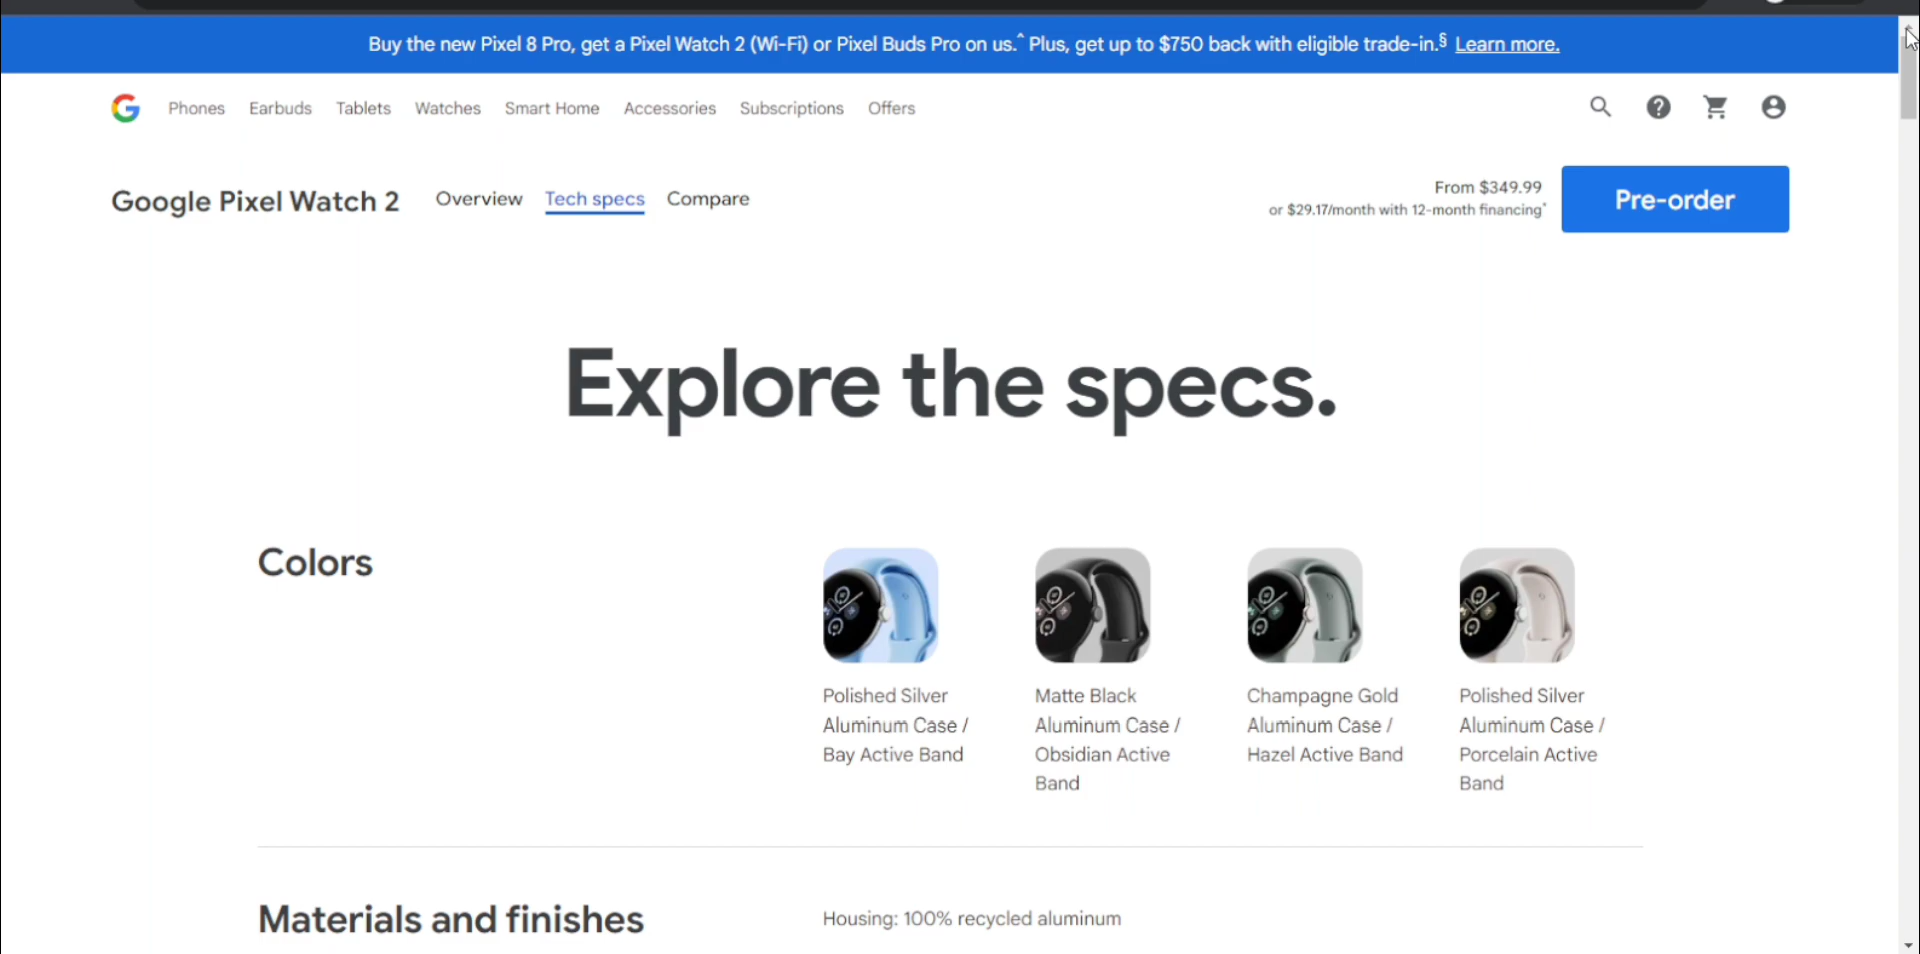 Buy the new Pixel 8 Pro, get a Pixel Watch 2 (Wi-Fi) or Pixel Buds Pro on us.^ Plus, get up to $750 back with eligible trade-in.§ Learn more.
Phones Earbuds Tablets Watches Smart Home Accessories Subscriptions Offers
Google Pixel Watch 2 Overview Tech specs Compare
From $349.99
or $29.17/month with 12-month financing*
Pre-order
Explore the specs.
Colors
Polished Silver
Aluminum Case /
Bay Active Band
Matte Black
Aluminum Case /
Obsidian Active
Band
Champagne Gold
Aluminum Case /
Hazel Active Band
Polished Silver
Aluminum Case /
Porcelain Active
Band
Materials and finishes
Housing: 100% recycled aluminum